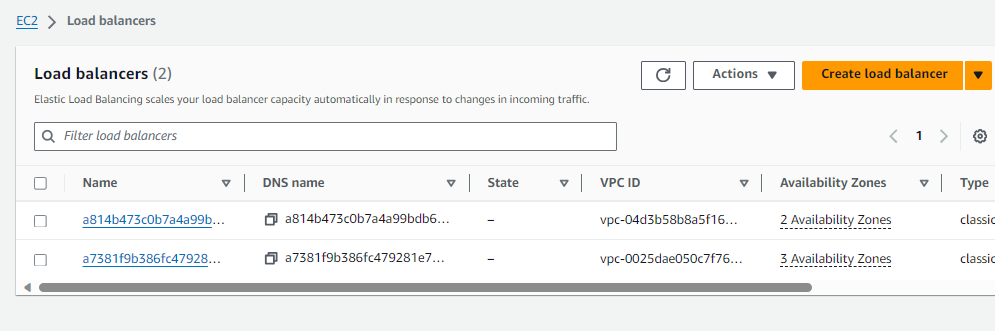 EC2 > Load balancers
Load balancers (2)
Actions
Create load balancer
Elastic Load Balancing scales your load balancer capacity automatically in response to changes in incoming traffic.
Filter load balancers
1
Name DNS name State VPC ID Availability Zones Type
a814b473c0b7a4a99b... a814b473c0b7a4a99bdb6... – vpc-04d3b58b8a5f16... 2 Availability Zones classic
a7381f9b386fc47928... a7381f9b386fc479281e7... – vpc-0025dae050c7f76... 3 Availability Zones classic